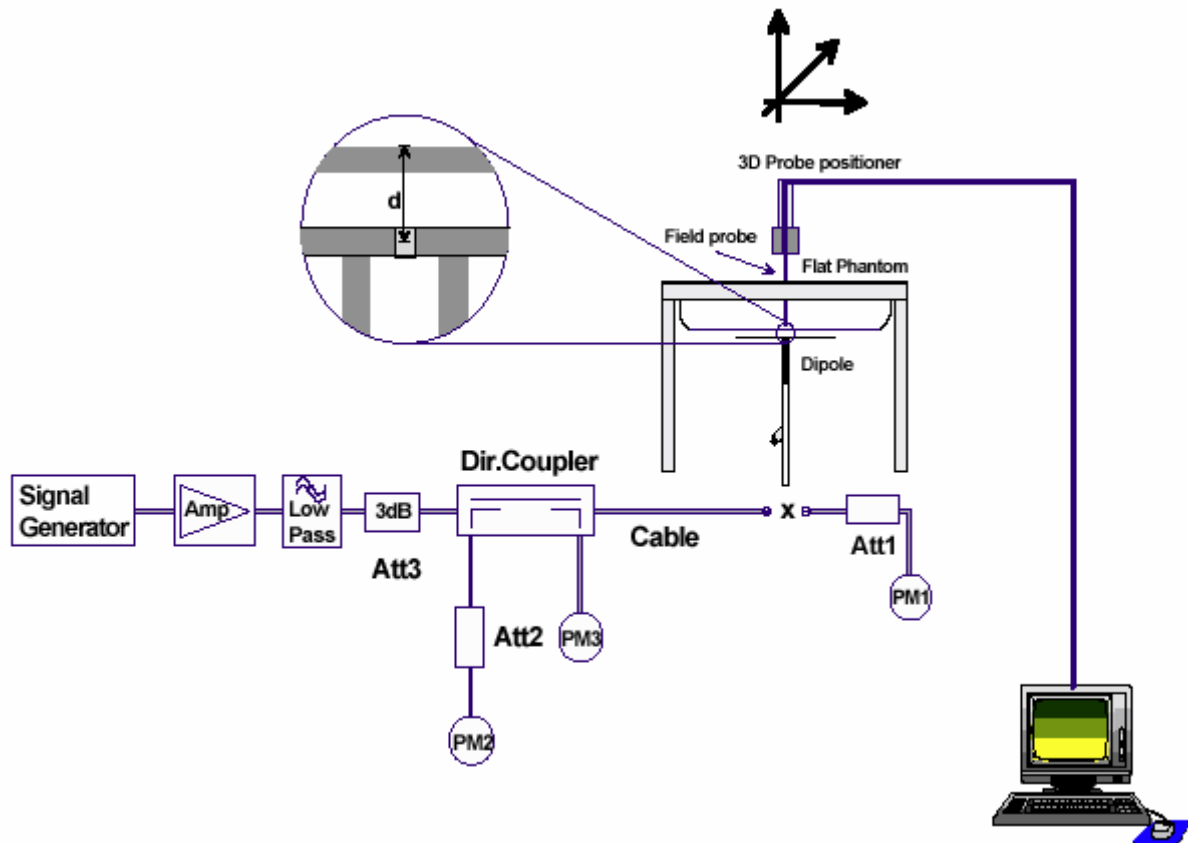 3D Probe positioner
d
Field probe
Flat Phantom
Dipole
Dir.Coupler
Signal
Generator
Amp
Low
Pass
3dB
Att3
Cable
x
Att1
PM1
Att2
PM3
PM2